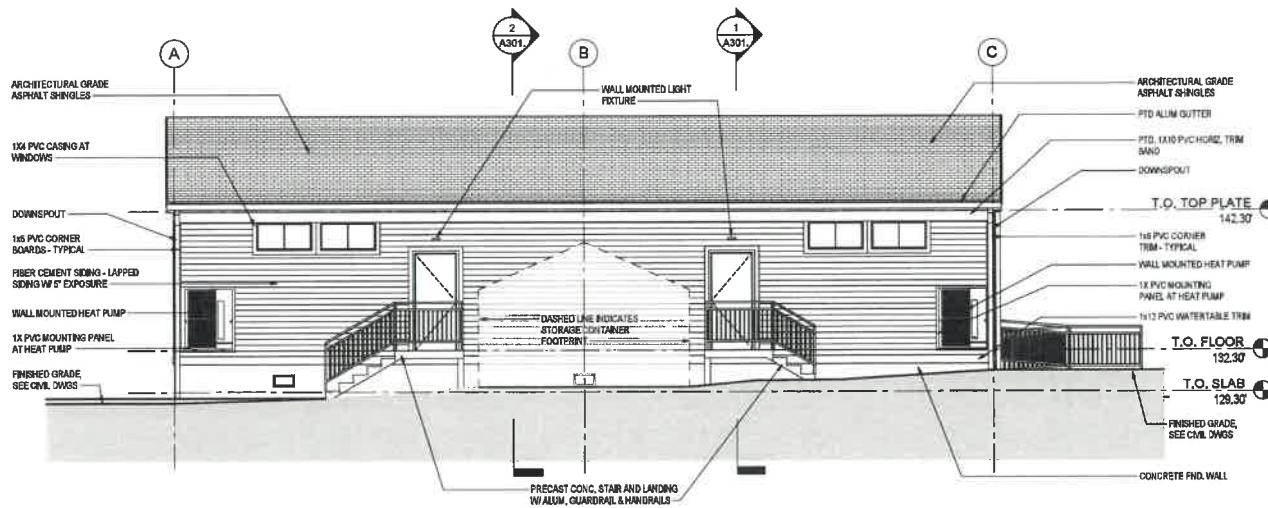 2
A301.
1
A301.
A
B
C
ARCHITECTURAL GRADE
ASPHALT SHINGLES
WALL MOUNTED LIGHT
FIXTURE
ARCHITECTURAL GRADE
ASPHALT SHINGLES
PTD ALUM GUTTER
1X4 PVC CASING AT
WINDOWS
PTD. 1X10 PVC HORIZ. TRIM
BAND
DOWNSPOUT
T.O. TOP PLATE
142.30'
DOWNSPOUT
1x6 PVC CORNER
BOARDS - TYPICAL
1x6 PVC CORNER
TRIM - TYPICAL
FIBER CEMENT SIDING - LAPPED
SIDING W/ 5" EXPOSURE
WALL MOUNTED HEAT PUMP
1X PVC MOUNTING
PANEL AT HEAT PUMP
WALL MOUNTED HEAT PUMP
1x12 PVC WATERTABLE TRIM
DASHED LINE INDICATES
STORAGE CONTAINER
FOOTPRINT
1X PVC MOUNTING PANEL
AT HEAT PUMP
T.O. FLOOR
132.30'
FINISHED GRADE,
SEE CIVIL DWGS
1
T.O. SLAB
129.30'
FINISHED GRADE,
SEE CIVIL DWGS
PRECAST CONC. STAIR AND LANDING
W/ ALUM. GUARDRAIL & HANDRAILS
CONCRETE FND. WALL